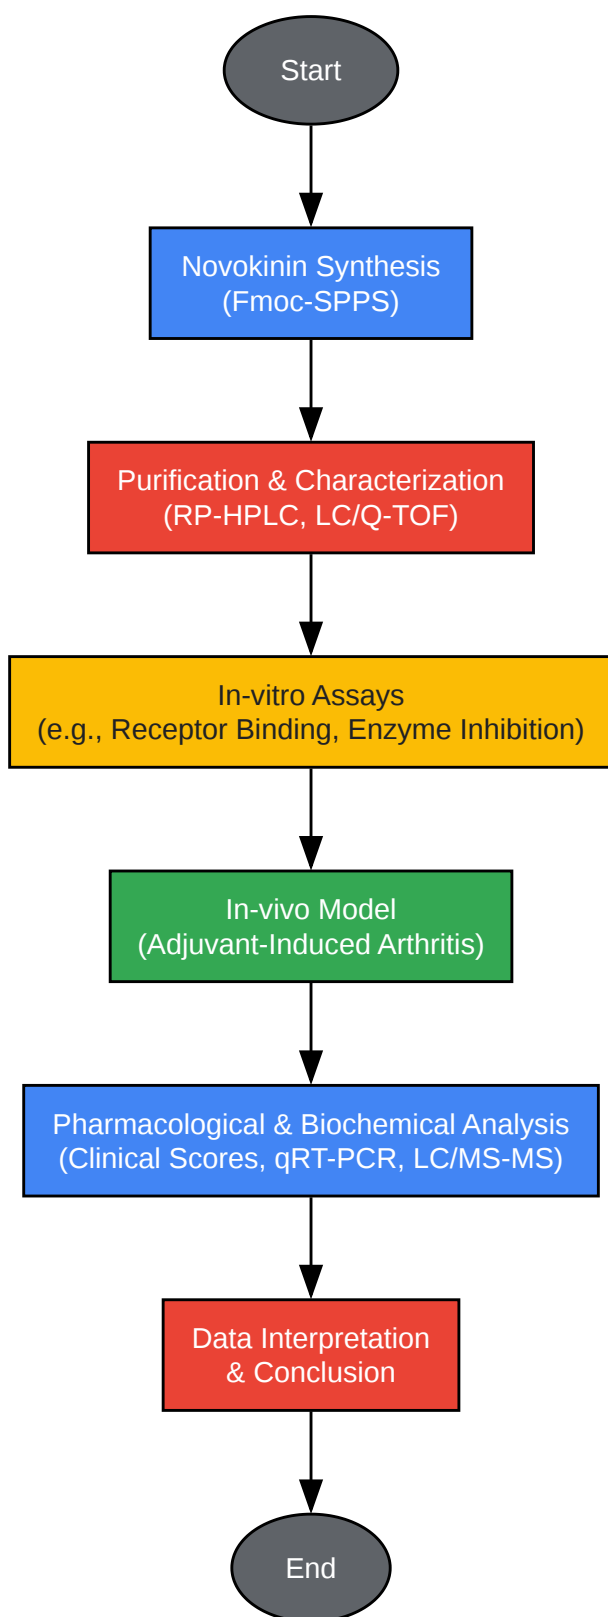 Start
Novokinin Synthesis
(Fmoc-SPPS)
Purification & Characterization
(RP-HPLC, LC/Q-TOF)
In-vitro Assays
(e.g., Receptor Binding, Enzyme Inhibition)
In-vivo Model
(Adjuvant-Induced Arthritis)
Pharmacological & Biochemical Analysis
(Clinical Scores, qRT-PCR, LC/MS-MS)
Data Interpretation
& Conclusion
End